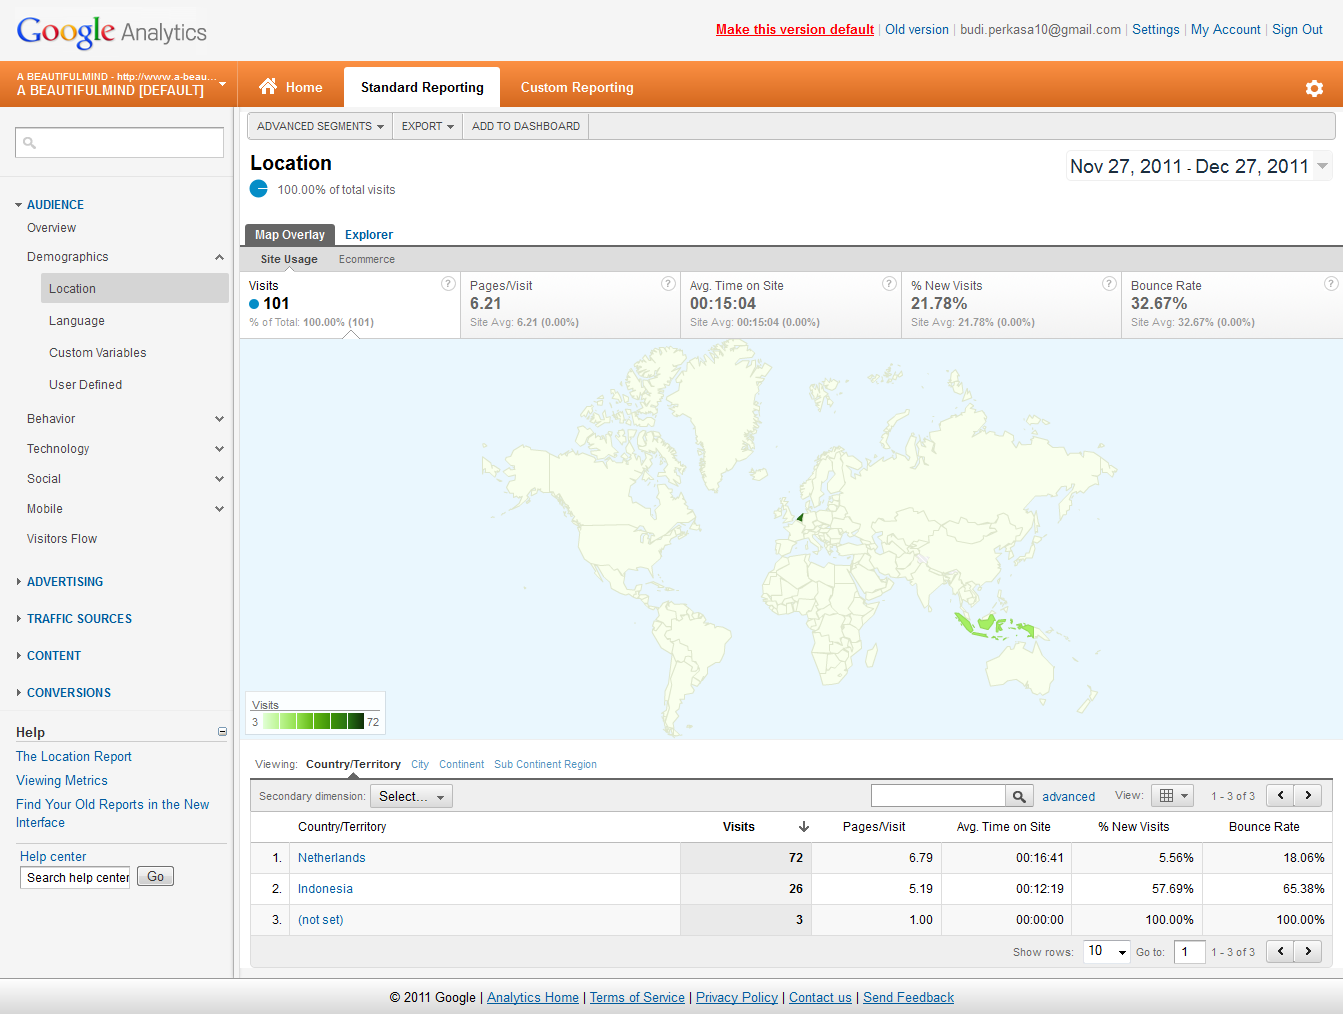 Google Analytics
Make this version default | Old version | budi.perkasa10@gmail.com | Settings | My Account | Sign Out
A BEAUTIFULMIND - http://www.a-beau...
A BEAUTIFULMIND [DEFAULT]
Home
Standard Reporting
Custom Reporting
ADVANCED SEGMENTS
EXPORT
ADD TO DASHBOARD
Location
Nov 27, 2011 - Dec 27, 2011
100.00% of total visits
AUDIENCE
Overview
Demographics
Location
Language
Custom Variables
User Defined
Behavior
Technology
Social
Mobile
Visitors Flow
ADVERTISING
TRAFFIC SOURCES
CONTENT
CONVERSIONS
Help
The Location Report
Viewing Metrics
Find Your Old Reports in the New
Interface
Help center
Search help center Go
Map Overlay Explorer
Site Usage Ecommerce
Visits ?
101
% of Total: 100.00% (101)
Pages/Visit ?
6.21
Site Avg: 6.21 (0.00%)
Avg. Time on Site ?
00:15:04
Site Avg: 00:15:04 (0.00%)
% New Visits ?
21.78%
Site Avg: 21.78% (0.00%)
Bounce Rate ?
32.67%
Site Avg: 32.67% (0.00%)
Visits
3 72
Viewing: Country/Territory City Continent Sub Continent Region
Secondary dimension: Select... advanced View: 1 - 3 of 3
Country/Territory Visits Pages/Visit Avg. Time on Site % New Visits Bounce Rate
1. Netherlands 72 6.79 00:16:41 5.56% 18.06%
2. Indonesia 26 5.19 00:12:19 57.69% 65.38%
3. (not set) 3 1.00 00:00:00 100.00% 100.00%
Show rows: 10 Go to: 1 1 - 3 of 3
© 2011 Google | Analytics Home | Terms of Service | Privacy Policy | Contact us | Send Feedback